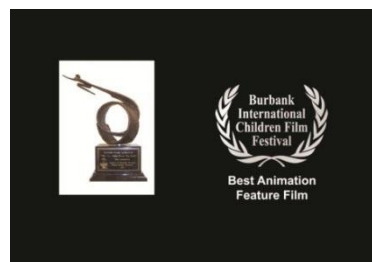 Burbank
International
Children Film
Festival
Best Animation
Feature Film